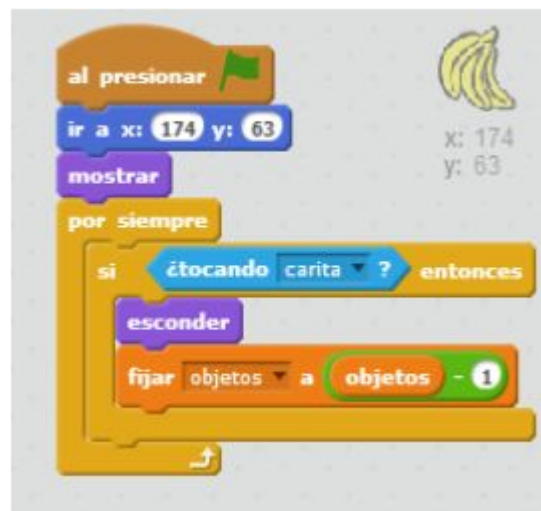 al presionar
ir a x: 174 y: 63
mostrar
por siempre
si ¿tocando carita ? entonces
esconder
fijar objetos a objetos - 1
x: 174
y: 63